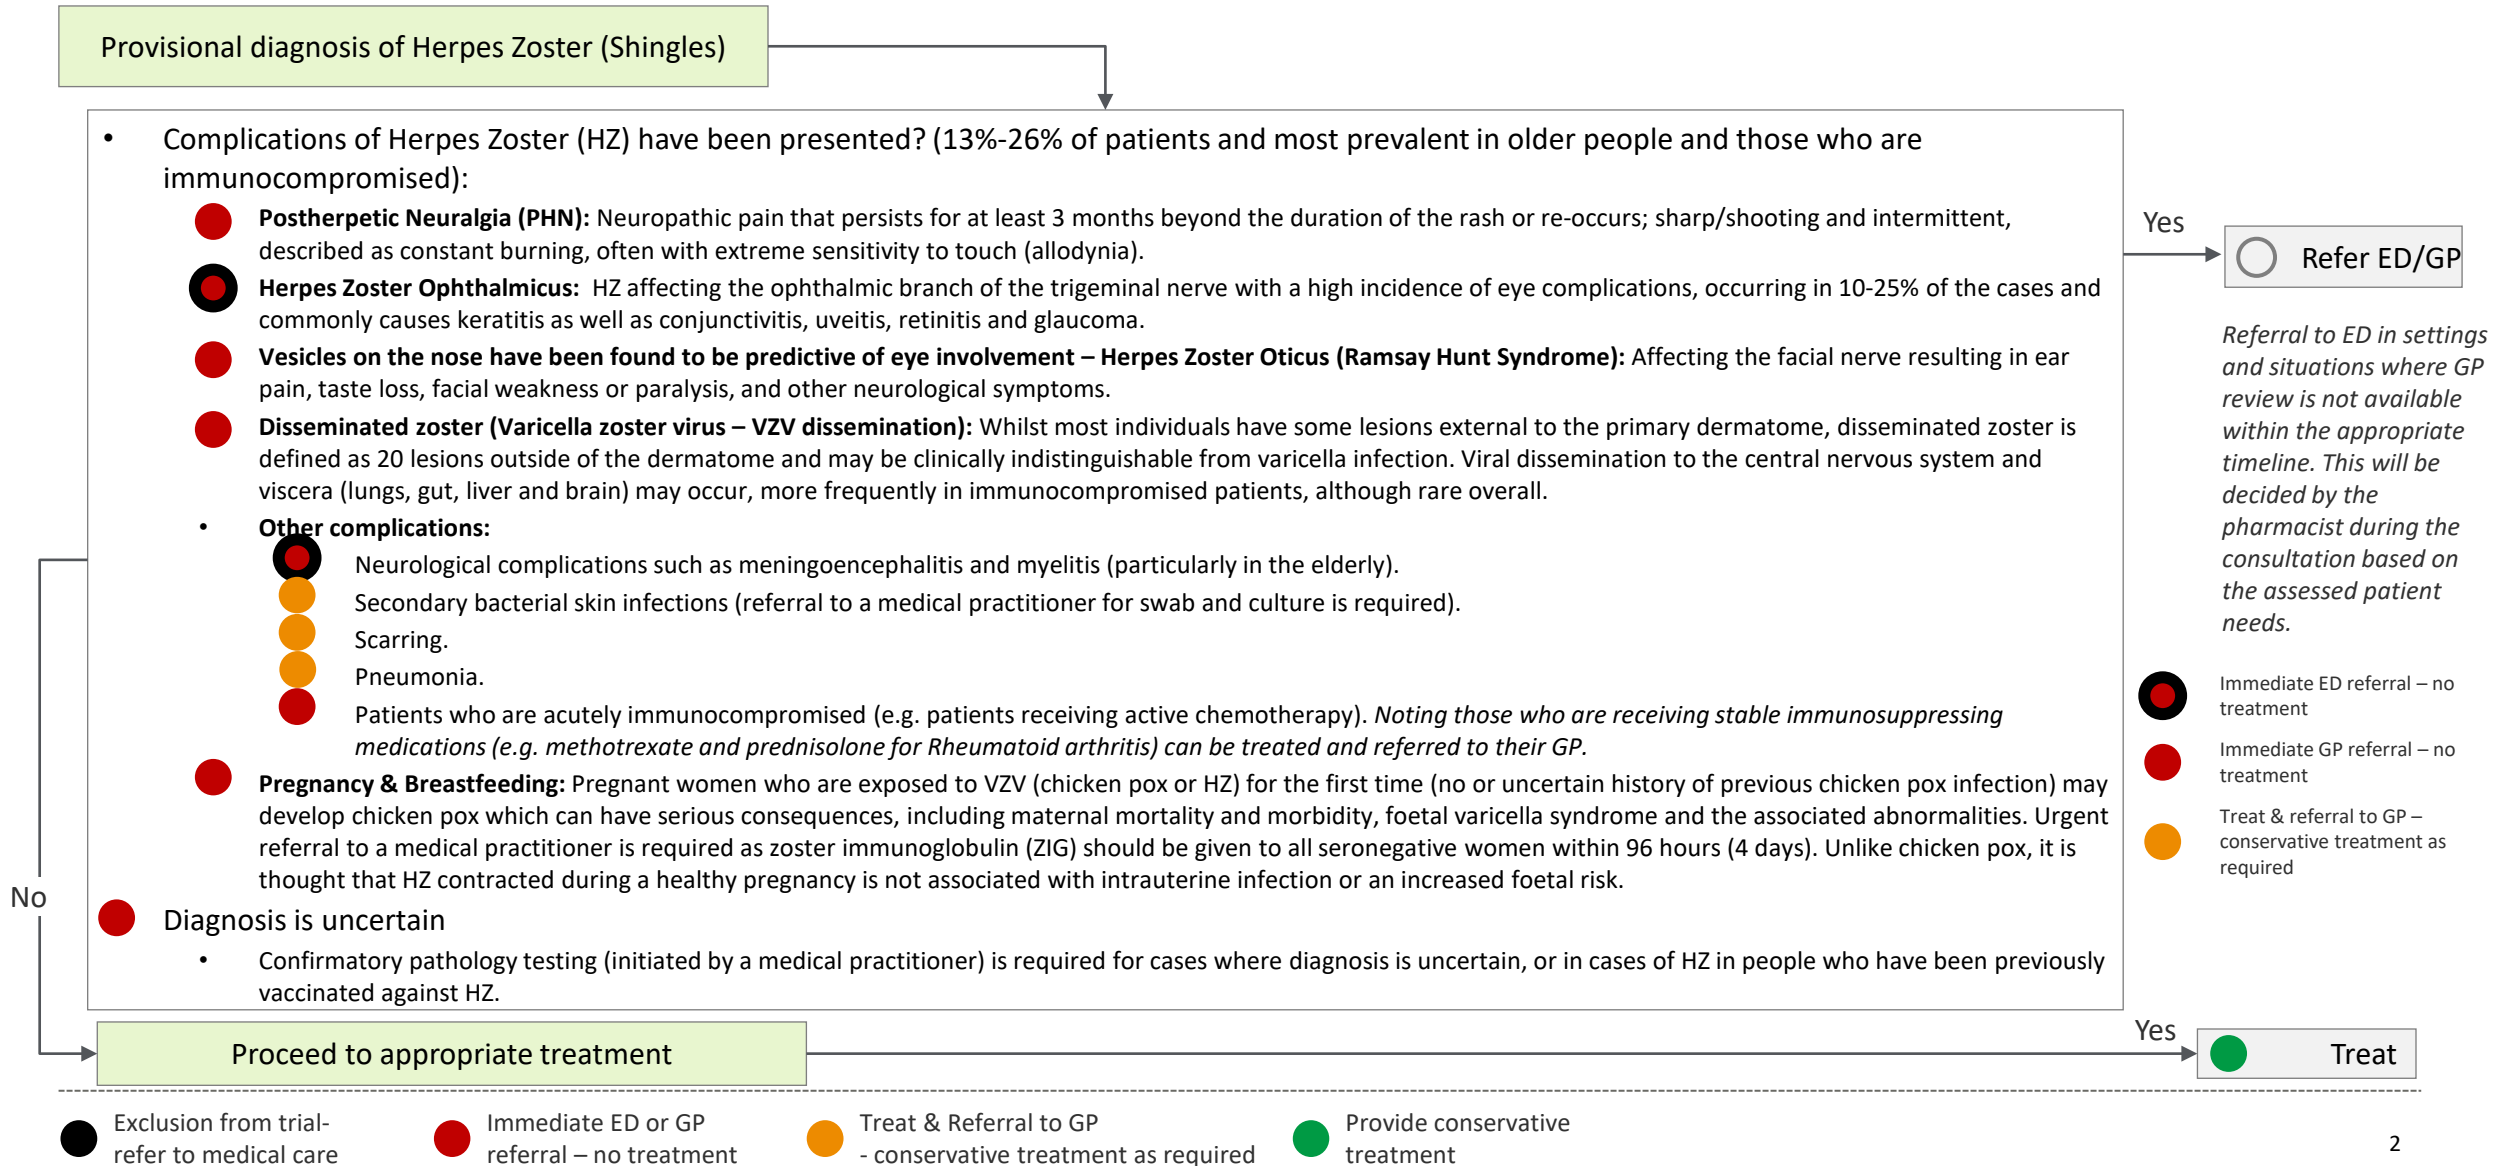 Provisional diagnosis of Herpes Zoster (Shingles)
• Complications of Herpes Zoster (HZ) have been presented? (13%-26% of patients and most prevalent in older people and those who are
immunocompromised):
Postherpetic Neuralgia (PHN): Neuropathic pain that persists for at least 3 months beyond the duration of the rash or re-occurs; sharp/shooting and intermittent,
described as constant burning, often with extreme sensitivity to touch (allodynia).
Herpes Zoster Ophthalmicus: HZ affecting the ophthalmic branch of the trigeminal nerve with a high incidence of eye complications, occurring in 10-25% of the cases and
commonly causes keratitis as well as conjunctivitis, uveitis, retinitis and glaucoma.
Vesicles on the nose have been found to be predictive of eye involvement – Herpes Zoster Oticus (Ramsay Hunt Syndrome): Affecting the facial nerve resulting in ear
pain, taste loss, facial weakness or paralysis, and other neurological symptoms.
Disseminated zoster (Varicella zoster virus – VZV dissemination): Whilst most individuals have some lesions external to the primary dermatome, disseminated zoster is
defined as 20 lesions outside of the dermatome and may be clinically indistinguishable from varicella infection. Viral dissemination to the central nervous system and
viscera (lungs, gut, liver and brain) may occur, more frequently in immunocompromised patients, although rare overall.
• Other complications:
Neurological complications such as meningoencephalitis and myelitis (particularly in the elderly).
Secondary bacterial skin infections (referral to a medical practitioner for swab and culture is required).
Scarring.
Pneumonia.
Patients who are acutely immunocompromised (e.g. patients receiving active chemotherapy). Noting those who are receiving stable immunosuppressing
medications (e.g. methotrexate and prednisolone for Rheumatoid arthritis) can be treated and referred to their GP.
Pregnancy & Breastfeeding: Pregnant women who are exposed to VZV (chicken pox or HZ) for the first time (no or uncertain history of previous chicken pox infection) may
develop chicken pox which can have serious consequences, including maternal mortality and morbidity, foetal varicella syndrome and the associated abnormalities. Urgent
referral to a medical practitioner is required as zoster immunoglobulin (ZIG) should be given to all seronegative women within 96 hours (4 days). Unlike chicken pox, it is
thought that HZ contracted during a healthy pregnancy is not associated with intrauterine infection or an increased foetal risk.
Diagnosis is uncertain
• Confirmatory pathology testing (initiated by a medical practitioner) is required for cases where diagnosis is uncertain, or in cases of HZ in people who have been previously
vaccinated against HZ.
Yes
Refer ED/GP
Referral to ED in settings
and situations where GP
review is not available
within the appropriate
timeline. This will be
decided by the
pharmacist during the
consultation based on
the assessed patient
needs.
Immediate ED referral – no
treatment
Immediate GP referral – no
treatment
Treat & referral to GP –
conservative treatment as
required
No
Proceed to appropriate treatment
Yes
Treat
Exclusion from trial-
refer to medical care
Immediate ED or GP
referral – no treatment
Treat & Referral to GP
- conservative treatment as required
Provide conservative
treatment
2